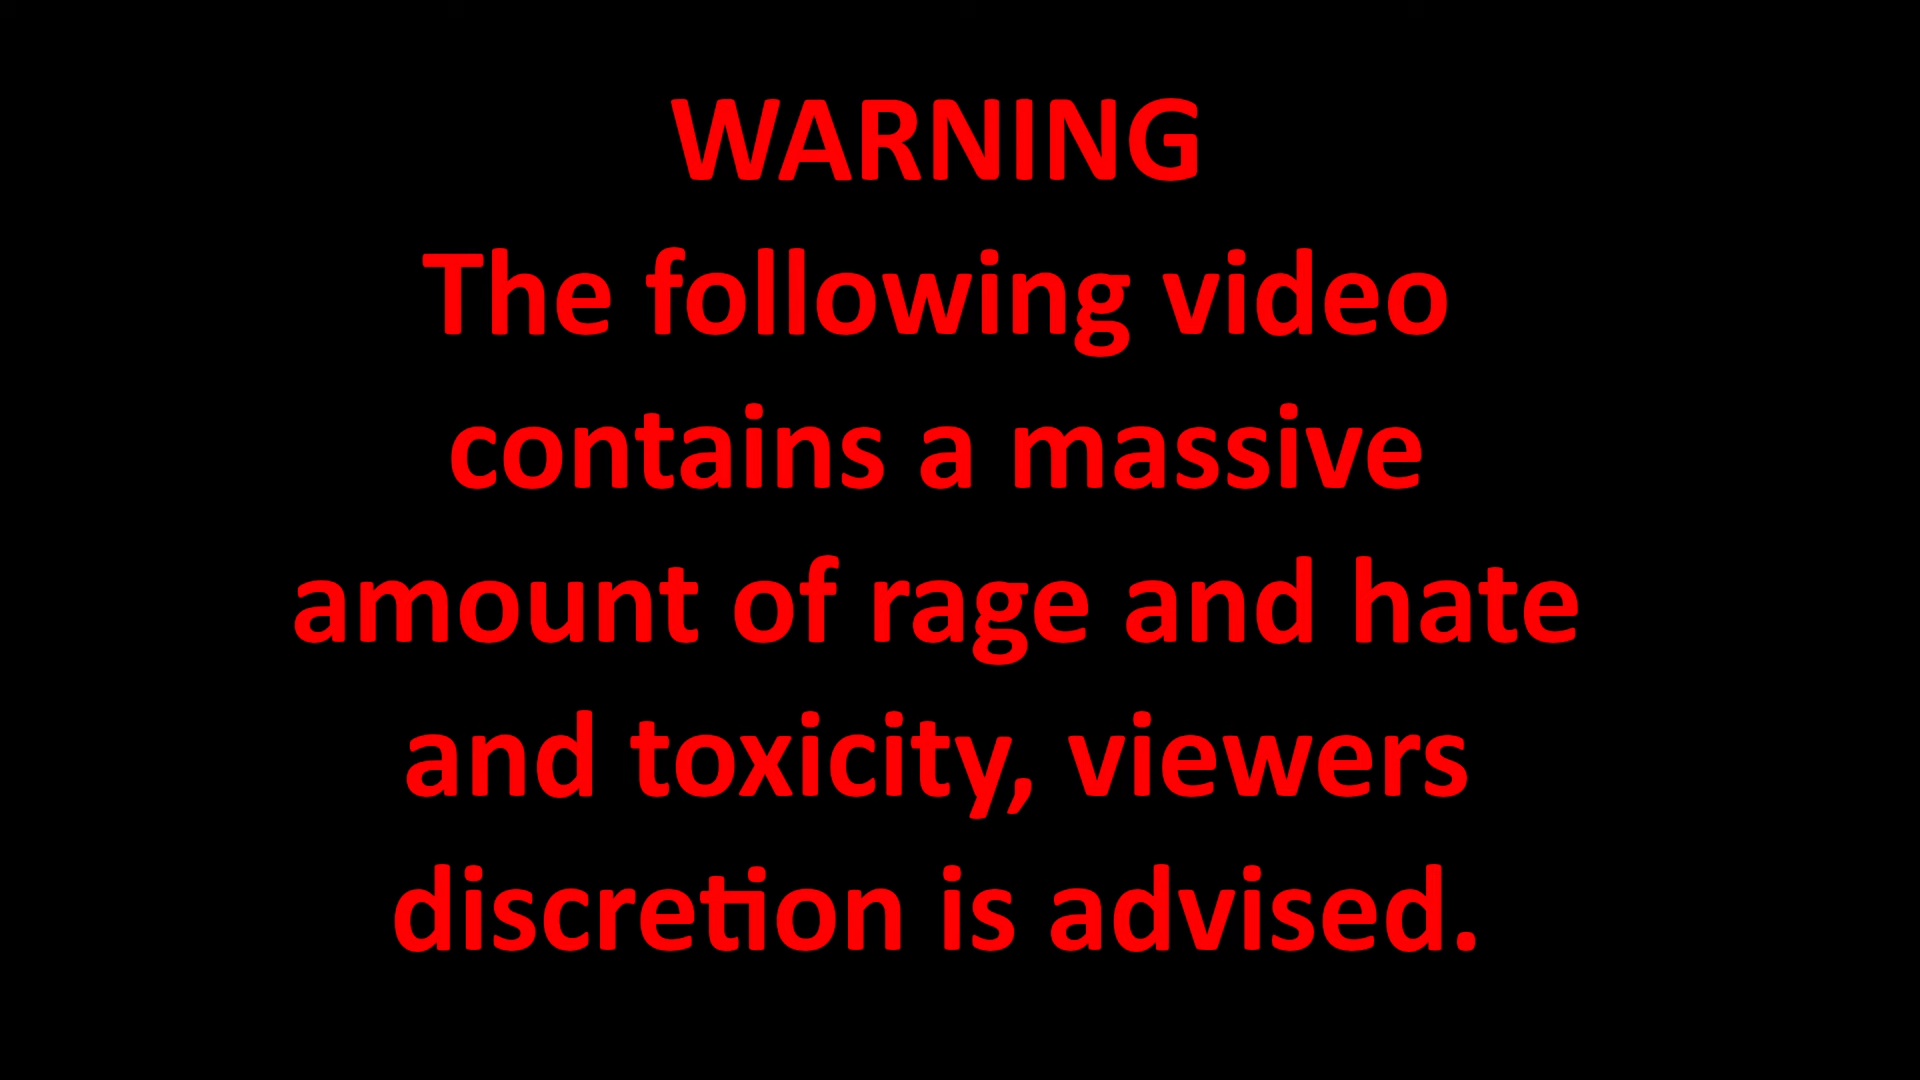 WARNING
The following video
contains a massive
amount of rage and hate
and toxicity, viewers
discretion is advised.